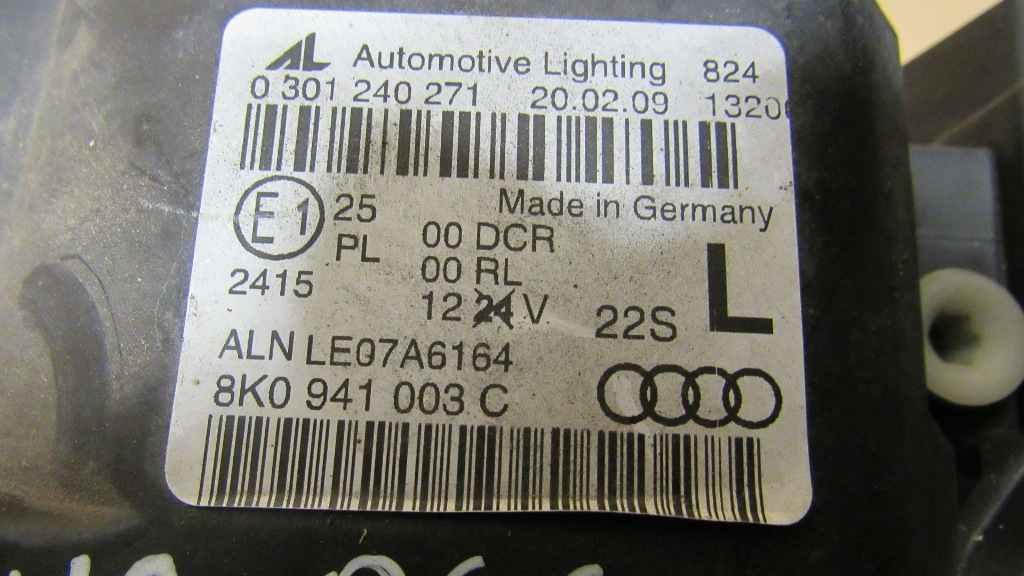 AL Automotive Lighting 824
0 301 240 271 20.02.09 1320
Made in Germany
E1 25
PL
00 DCR
00 RL
2415
12 24 V
22S
L
ALN LE07A6164
8K0 941 003 C